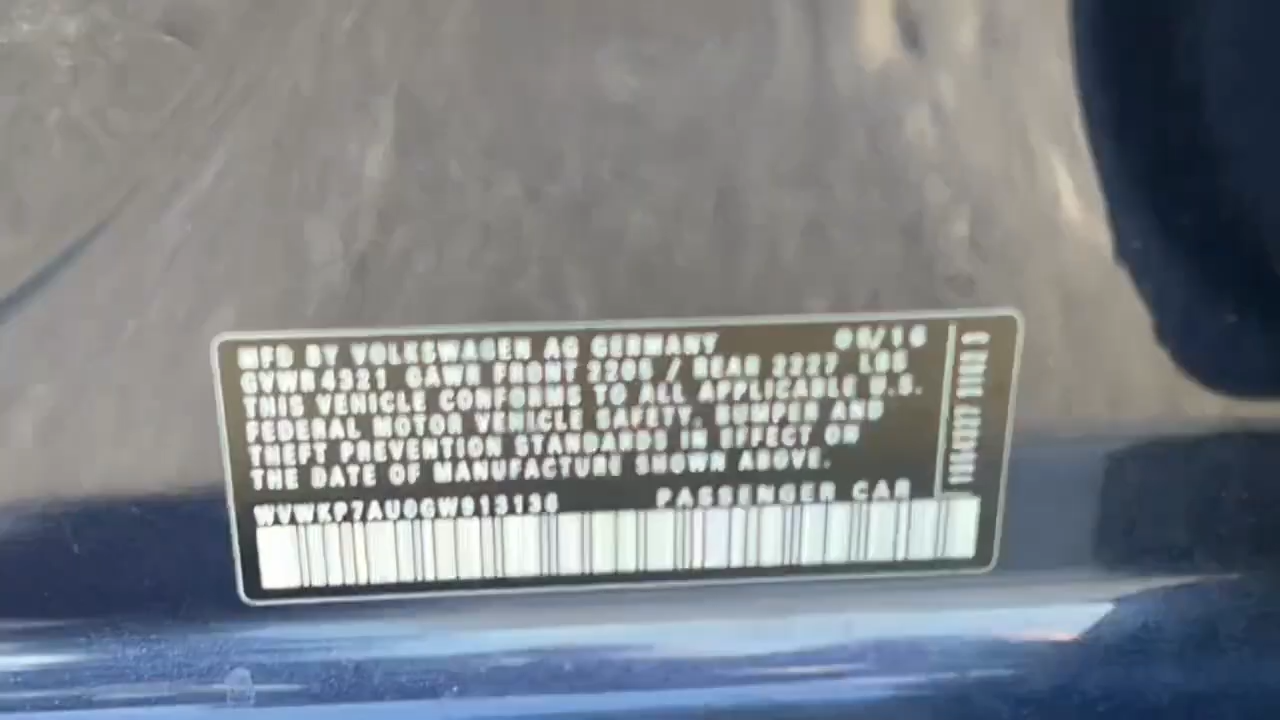 MFD BY VOLKSWAGEN AG GERMANY
GVWR 4321 GAWR FRONT 2205 / REAR 2227 LBS
THIS VEHICLE CONFORMS TO ALL APPLICABLE U.S.
FEDERAL MOTOR VEHICLE SAFETY, BUMPER AND
THEFT PREVENTION STANDARDS IN EFFECT ON
THE DATE OF MANUFACTURE SHOWN ABOVE.
WVWKP7AU0GW913136 PASSENGER CAR